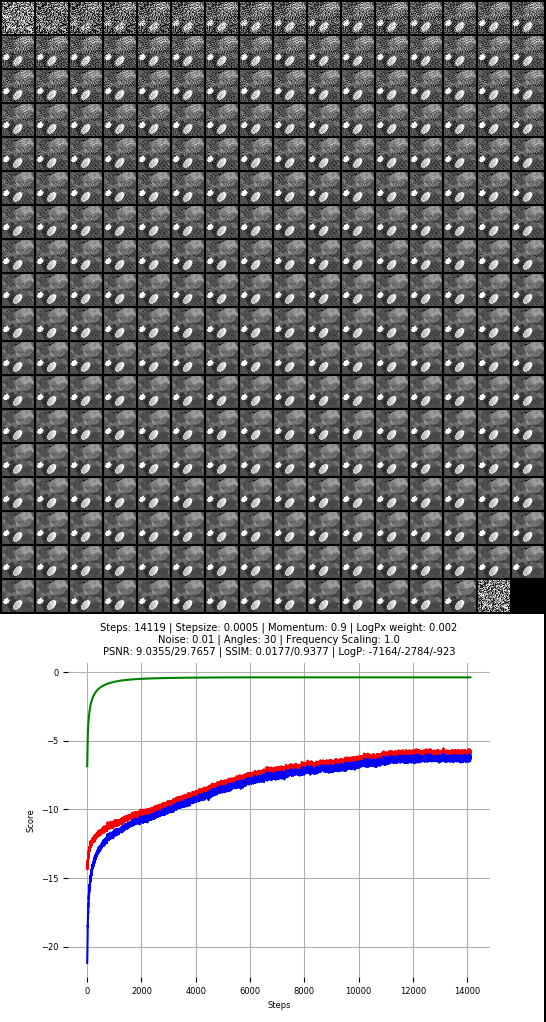 Steps: 14119 | Stepsize: 0.0005 | Momentum: 0.9 | LogPx weight: 0.002
Noise: 0.01 | Angles: 30 | Frequency Scaling: 1.0
PSNR: 9.0355/29.7657 | SSIM: 0.0177/0.9377 | LogP: -7164/-2784/-923
0
−5
−10
−15
−20
Score
0 2000 4000 6000 8000 10000 12000 14000
Steps